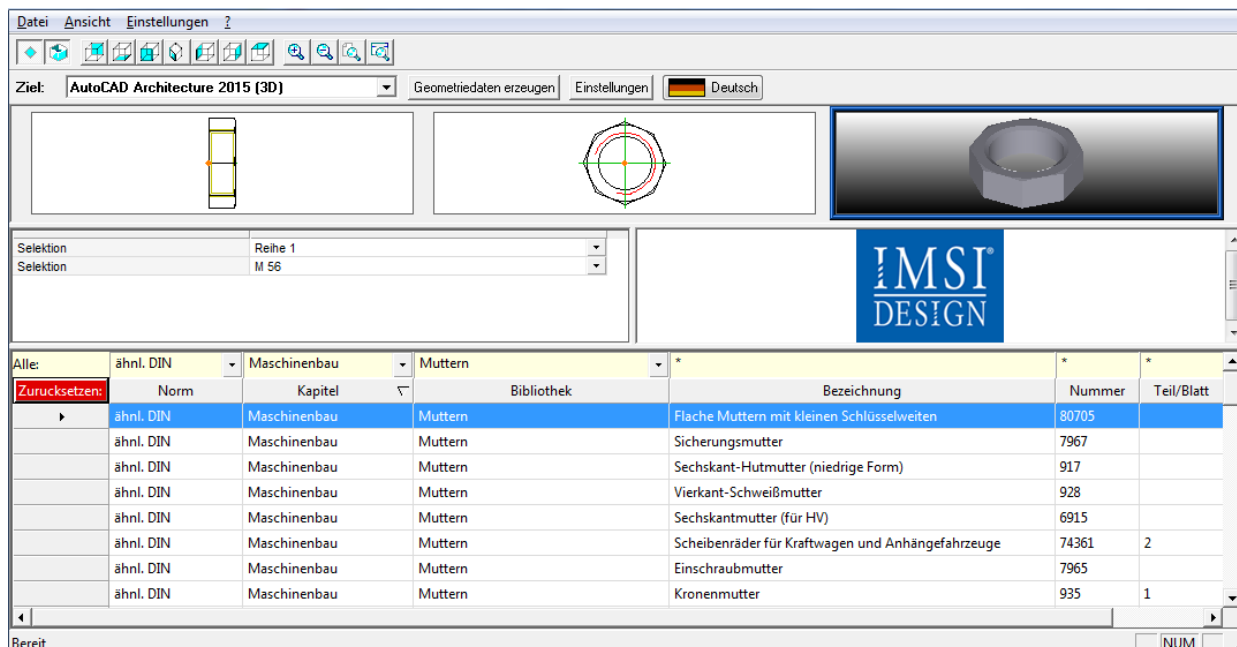 Datei Ansicht Einstellungen ?
Ziel: AutoCAD Architecture 2015 (3D) Geometriedaten erzeugen Einstellungen Deutsch
Selektion Reihe 1
Selektion M 56
IMSI®
DESIGN
Alle: ähnl. DIN Maschinenbau Muttern * * *
Zurucksetzen: Norm Kapitel Bibliothek Bezeichnung Nummer Teil/Blatt
ähnl. DIN Maschinenbau Muttern Flache Muttern mit kleinen Schlüsselweiten 80705
ähnl. DIN Maschinenbau Muttern Sicherungsmutter 7967
ähnl. DIN Maschinenbau Muttern Sechskant-Hutmutter (niedrige Form) 917
ähnl. DIN Maschinenbau Muttern Vierkant-Schweißmutter 928
ähnl. DIN Maschinenbau Muttern Sechskantmutter (für HV) 6915
ähnl. DIN Maschinenbau Muttern Scheibenräder für Kraftwagen und Anhängefahrzeuge 74361 2
ähnl. DIN Maschinenbau Muttern Einschraubmutter 7965
ähnl. DIN Maschinenbau Muttern Kronenmutter 935 1
Bereit NUM